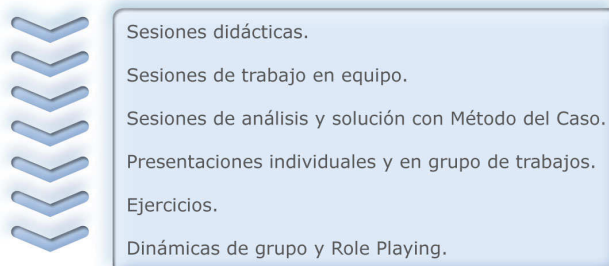 Sesiones didácticas.
Sesiones de trabajo en equipo.
Sesiones de análisis y solución con Método del Caso.
Presentaciones individuales y en grupo de trabajos.
Ejercicios.
Dinámicas de grupo y Role Playing.